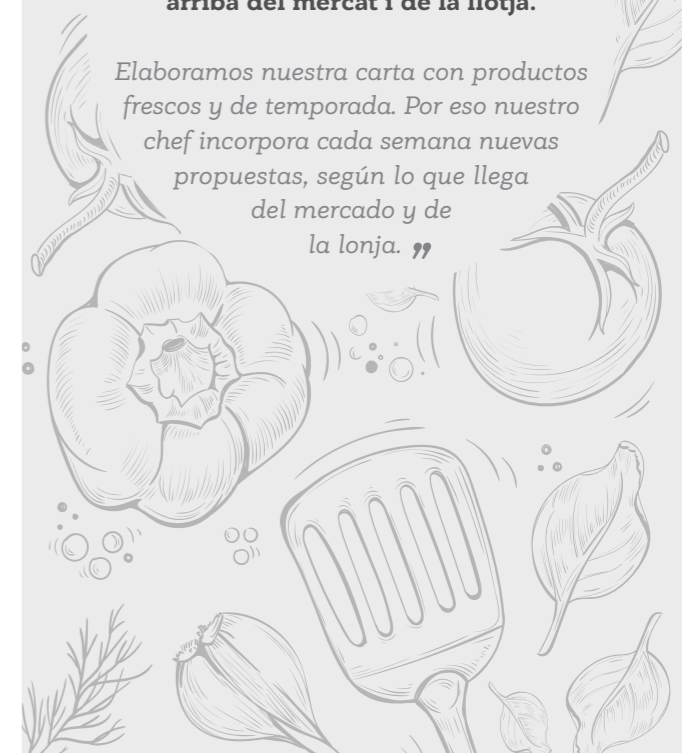 arriba del mercat i de la llotja.
Elaboramos nuestra carta con productos
frescos y de temporada. Por eso nuestro
chef incorpora cada semana nuevas
propuestas, según lo que llega
del mercado y de
la lonja. ”